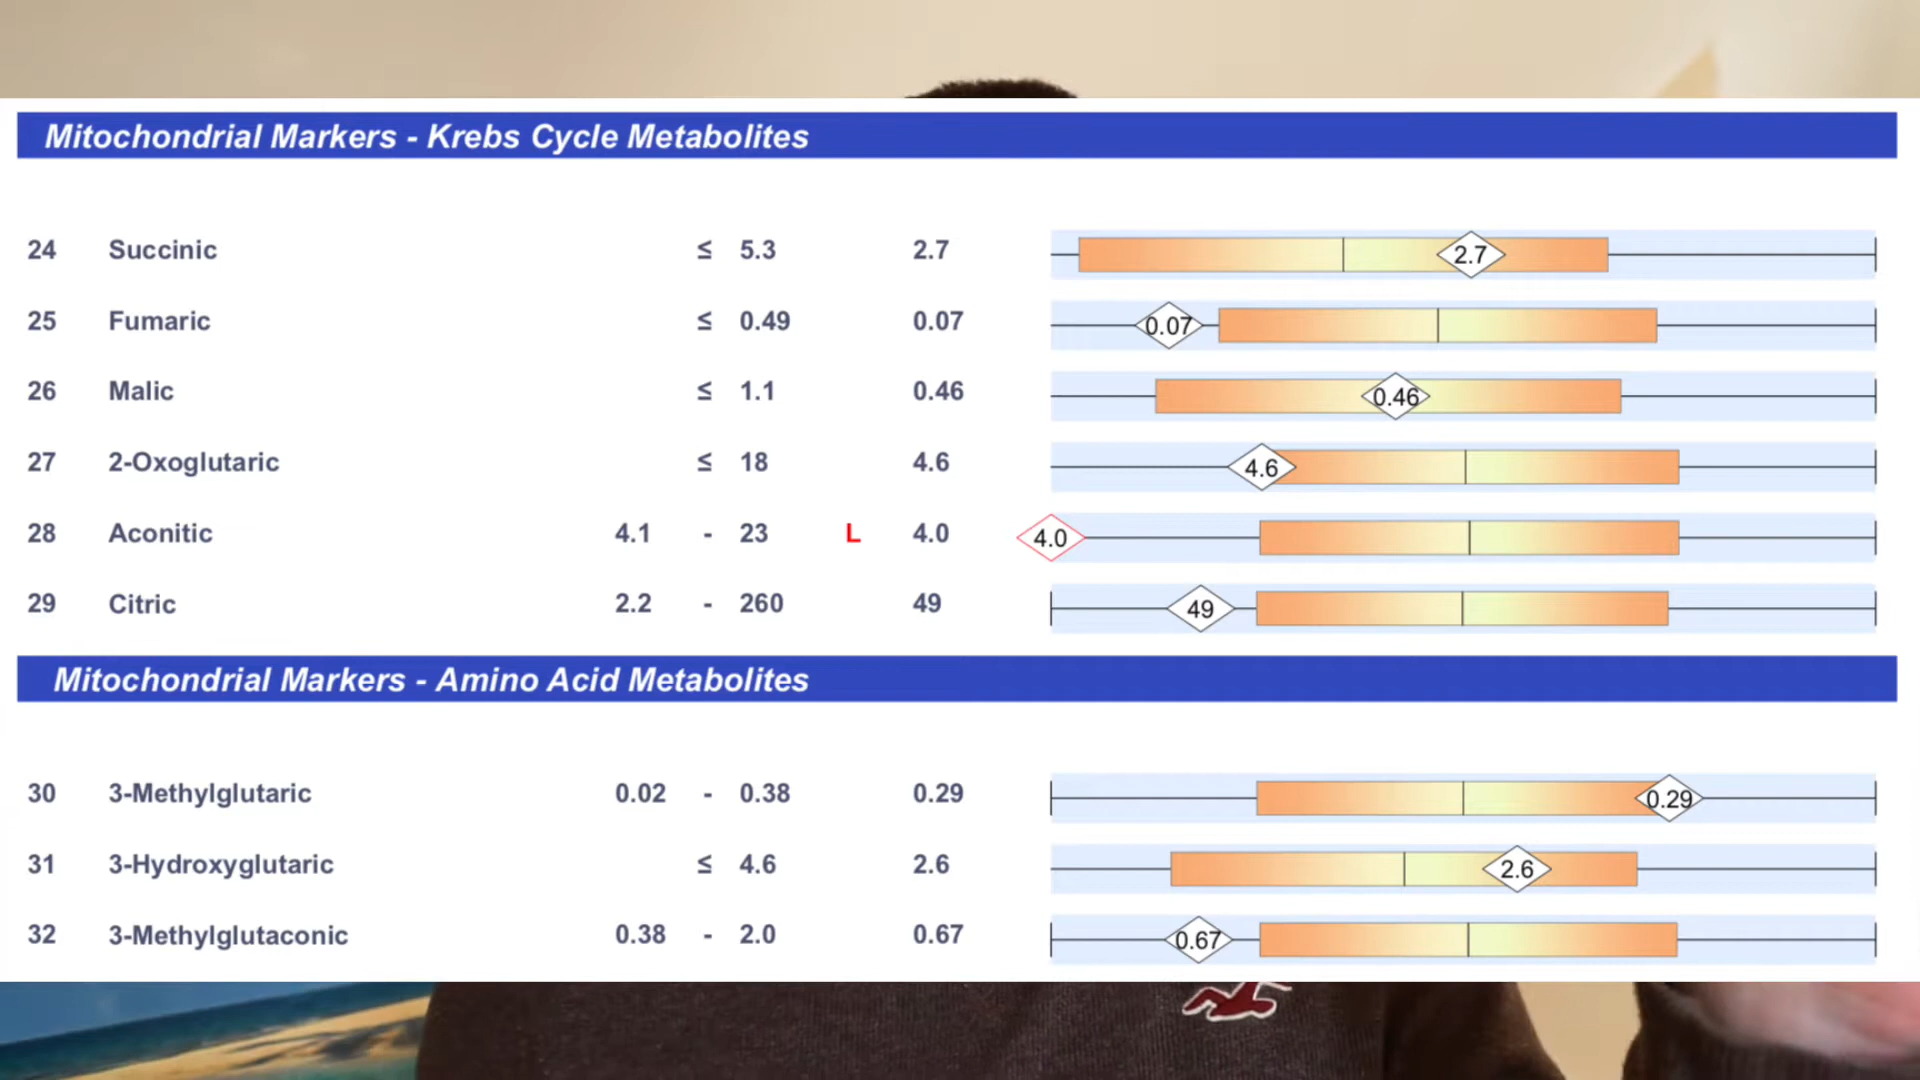 Mitochondrial Markers - Krebs Cycle Metabolites
24 Succinic ≤ 5.3 2.7 2.7
25 Fumaric ≤ 0.49 0.07 0.07
26 Malic ≤ 1.1 0.46 0.46
27 2-Oxoglutaric ≤ 18 4.6 4.6
28 Aconitic 4.1 - 23 L 4.0 4.0
29 Citric 2.2 - 260 49 49
Mitochondrial Markers - Amino Acid Metabolites
30 3-Methylglutaric 0.02 - 0.38 0.29 0.29
31 3-Hydroxyglutaric ≤ 4.6 2.6 2.6
32 3-Methylglutaconic 0.38 - 2.0 0.67 0.67